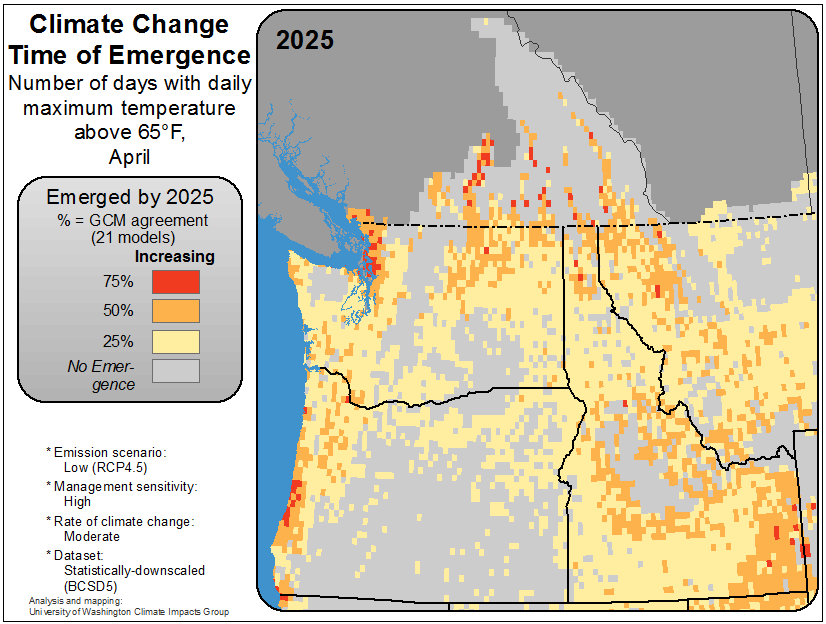 Climate Change
Time of Emergence
Number of days with daily
maximum temperature
above 65°F,
April
2025
Emerged by 2025
% = GCM agreement
(21 models)
Increasing
75%
50%
25%
No Emer-
gence
* Emission scenario:
Low (RCP4.5)
* Management sensitivity:
High
* Rate of climate change:
Moderate
* Dataset:
Statistically-downscaled
(BCSD5)
Analysis and mapping:
University of Washington Climate Impacts Group